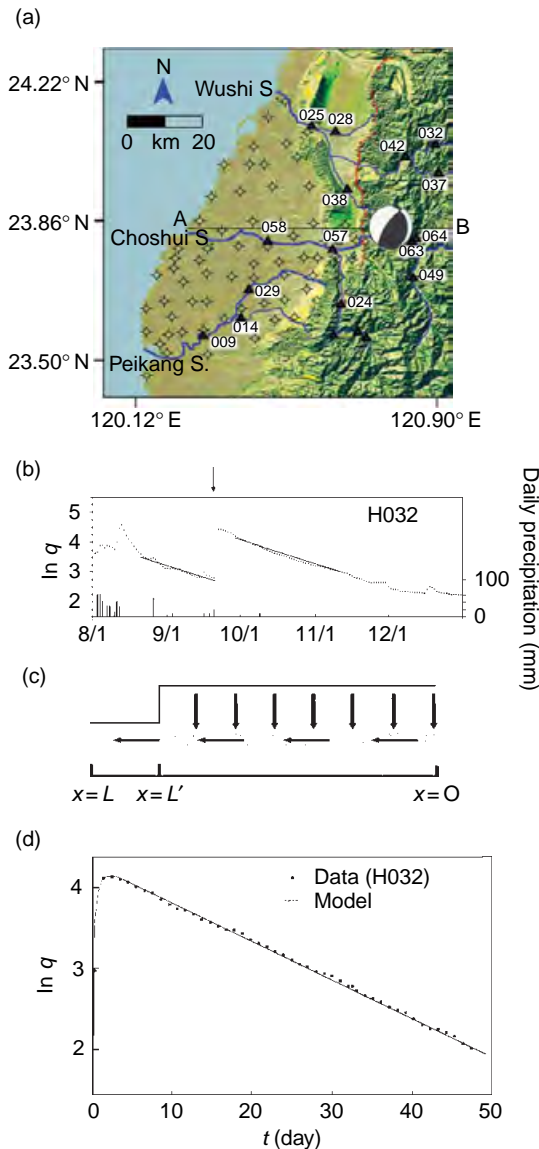 (a)
24.22° N
23.86° N
23.50° N
N
0 km 20
Wushi S
025
028
042
032
037
038
A
B
Choshui S
058
057
064
063
049
029
024
014
009
Peikang S.
120.12° E
120.90° E
(b)
ln q
5
4
3
2
H032
Daily precipitation (mm)
100
0
8/1 9/1 10/1 11/1 12/1
(c)
x = L x = L′ x = O
(d)
ln q
4
3
2
Data (H032)
Model
0 10 20 30 40 50
t (day)